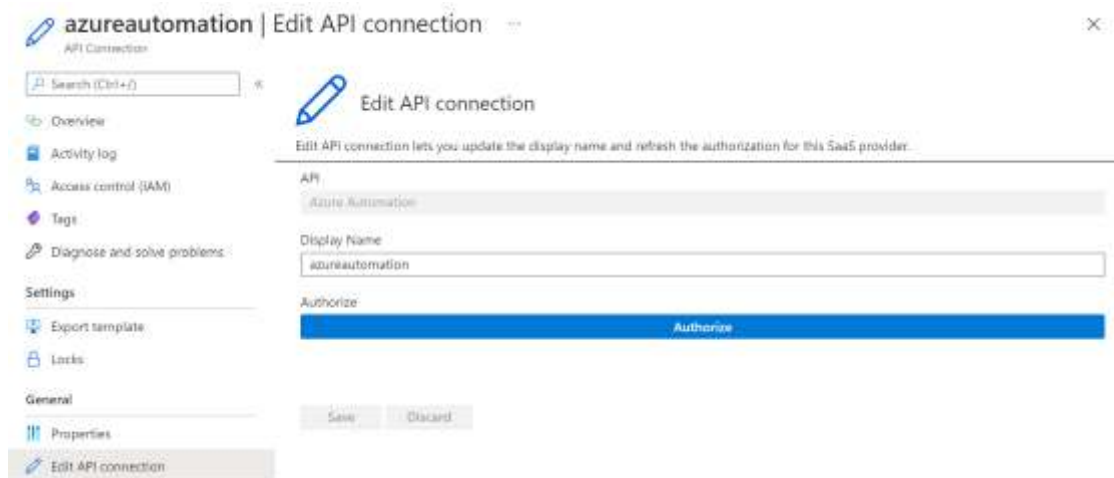 azureautomation | Edit API connection ...
API Connection
Search (Ctrl+/)
«
Overview
Activity log
Access control (IAM)
Tags
Diagnose and solve problems
Settings
Export template
Locks
General
Properties
Edit API connection
Edit API connection
Edit API connection lets you update the display name and refresh the authorization for this SaaS provider.
API
Azure Automation
Display Name
azureautomation
Authorize
Authorize
Save Discard